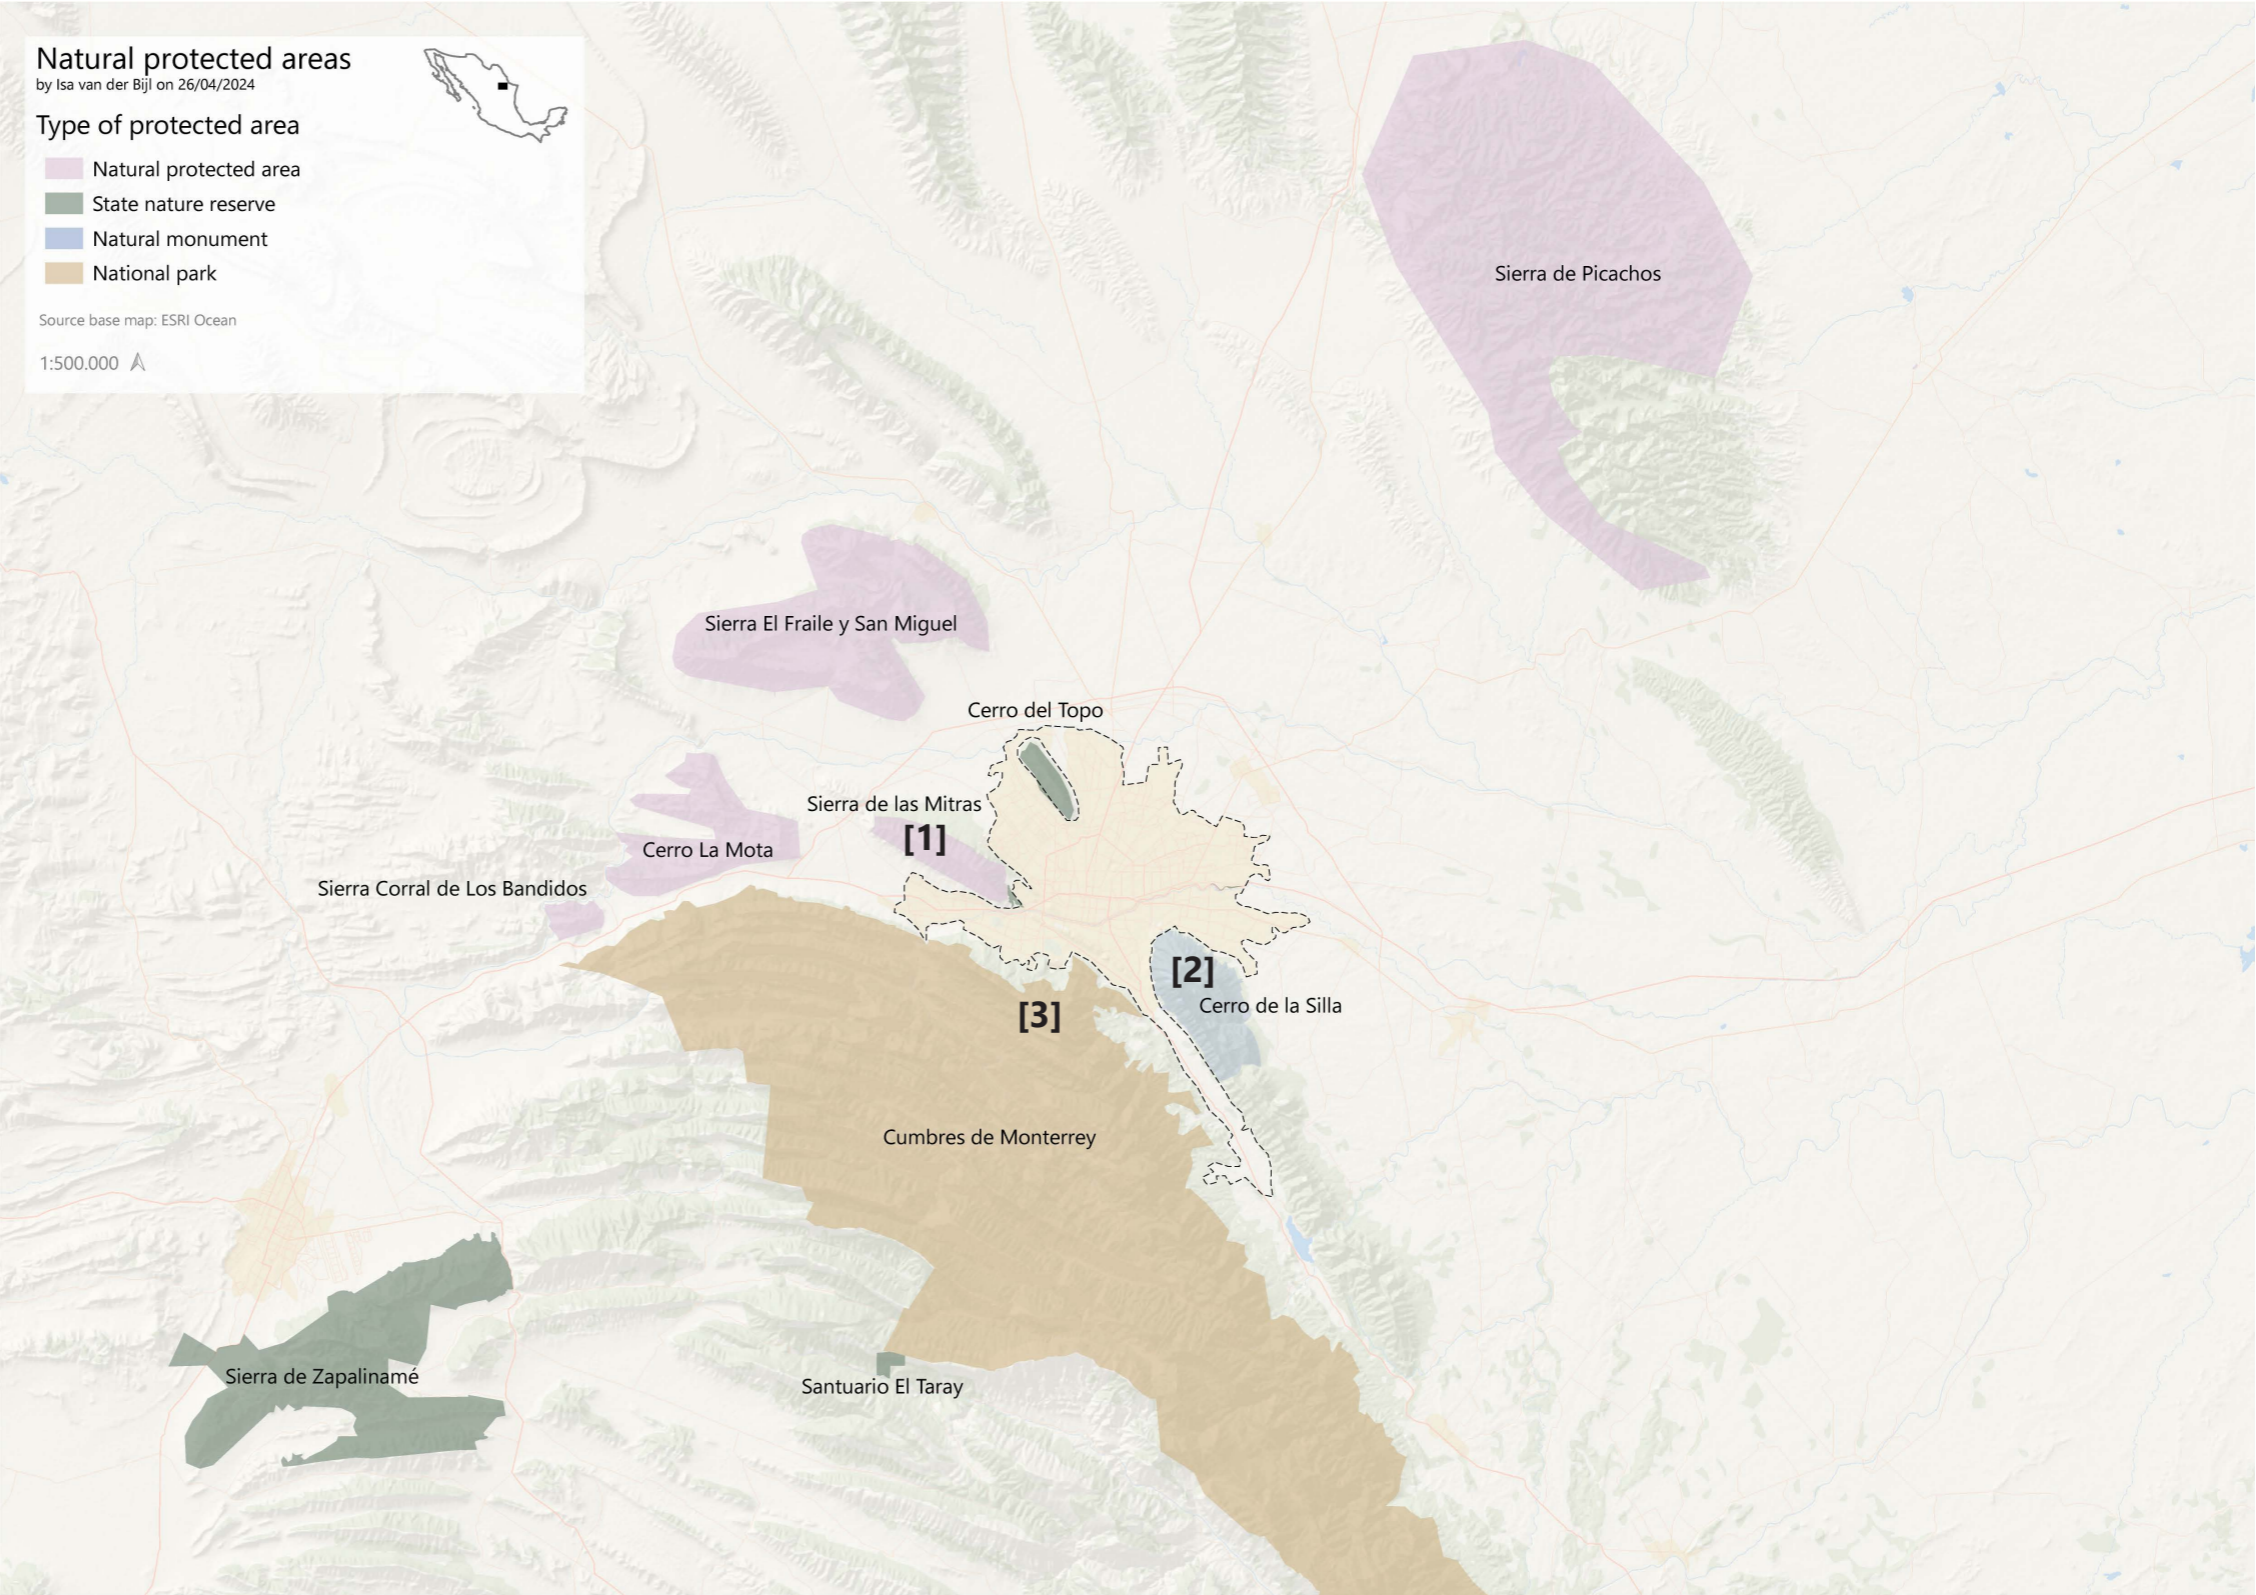 Natural protected areas
by Isa van der Bijl on 26/04/2024
Type of protected area
Natural protected area
State nature reserve
Natural monument
National park
Source base map: ESRI Ocean
1:500.000
Sierra de Picachos
Sierra El Fraile y San Miguel
Cerro del Topo
Sierra de las Mitras
[1]
Cerro La Mota
Sierra Corral de Los Bandidos
[2]
Cerro de la Silla
[3]
Cumbres de Monterrey
Sierra de Zapalinamé
Santuario El Taray